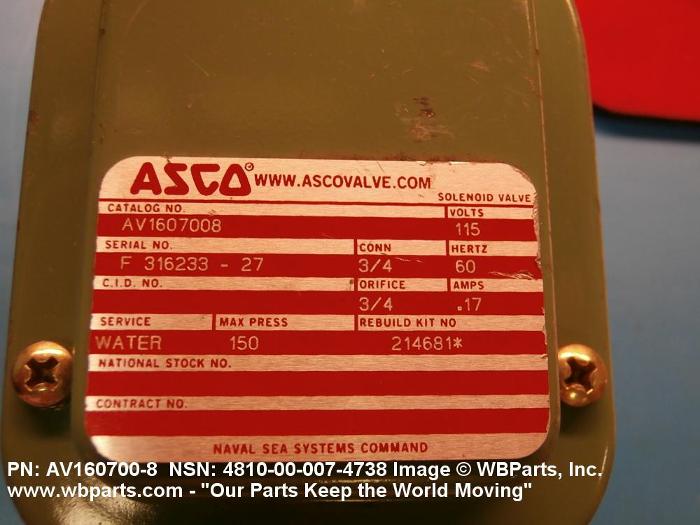 ASCO® WWW.ASCOVALVE.COM
SOLENOID VALVE
CATALOG NO. VOLTS
AV1607008 115
SERIAL NO. CONN HERTZ
F 316233 - 27 3/4 60
C.I.D. NO. ORIFICE AMPS
3/4 .17
SERVICE MAX PRESS REBUILD KIT NO
WATER 150 214681*
NATIONAL STOCK NO.
CONTRACT NO.
NAVAL SEA SYSTEMS COMMAND
PN: AV160700-8 NSN: 4810-00-007-4738 Image © WBParts, Inc.
www.wbparts.com - "Our Parts Keep the World Moving"